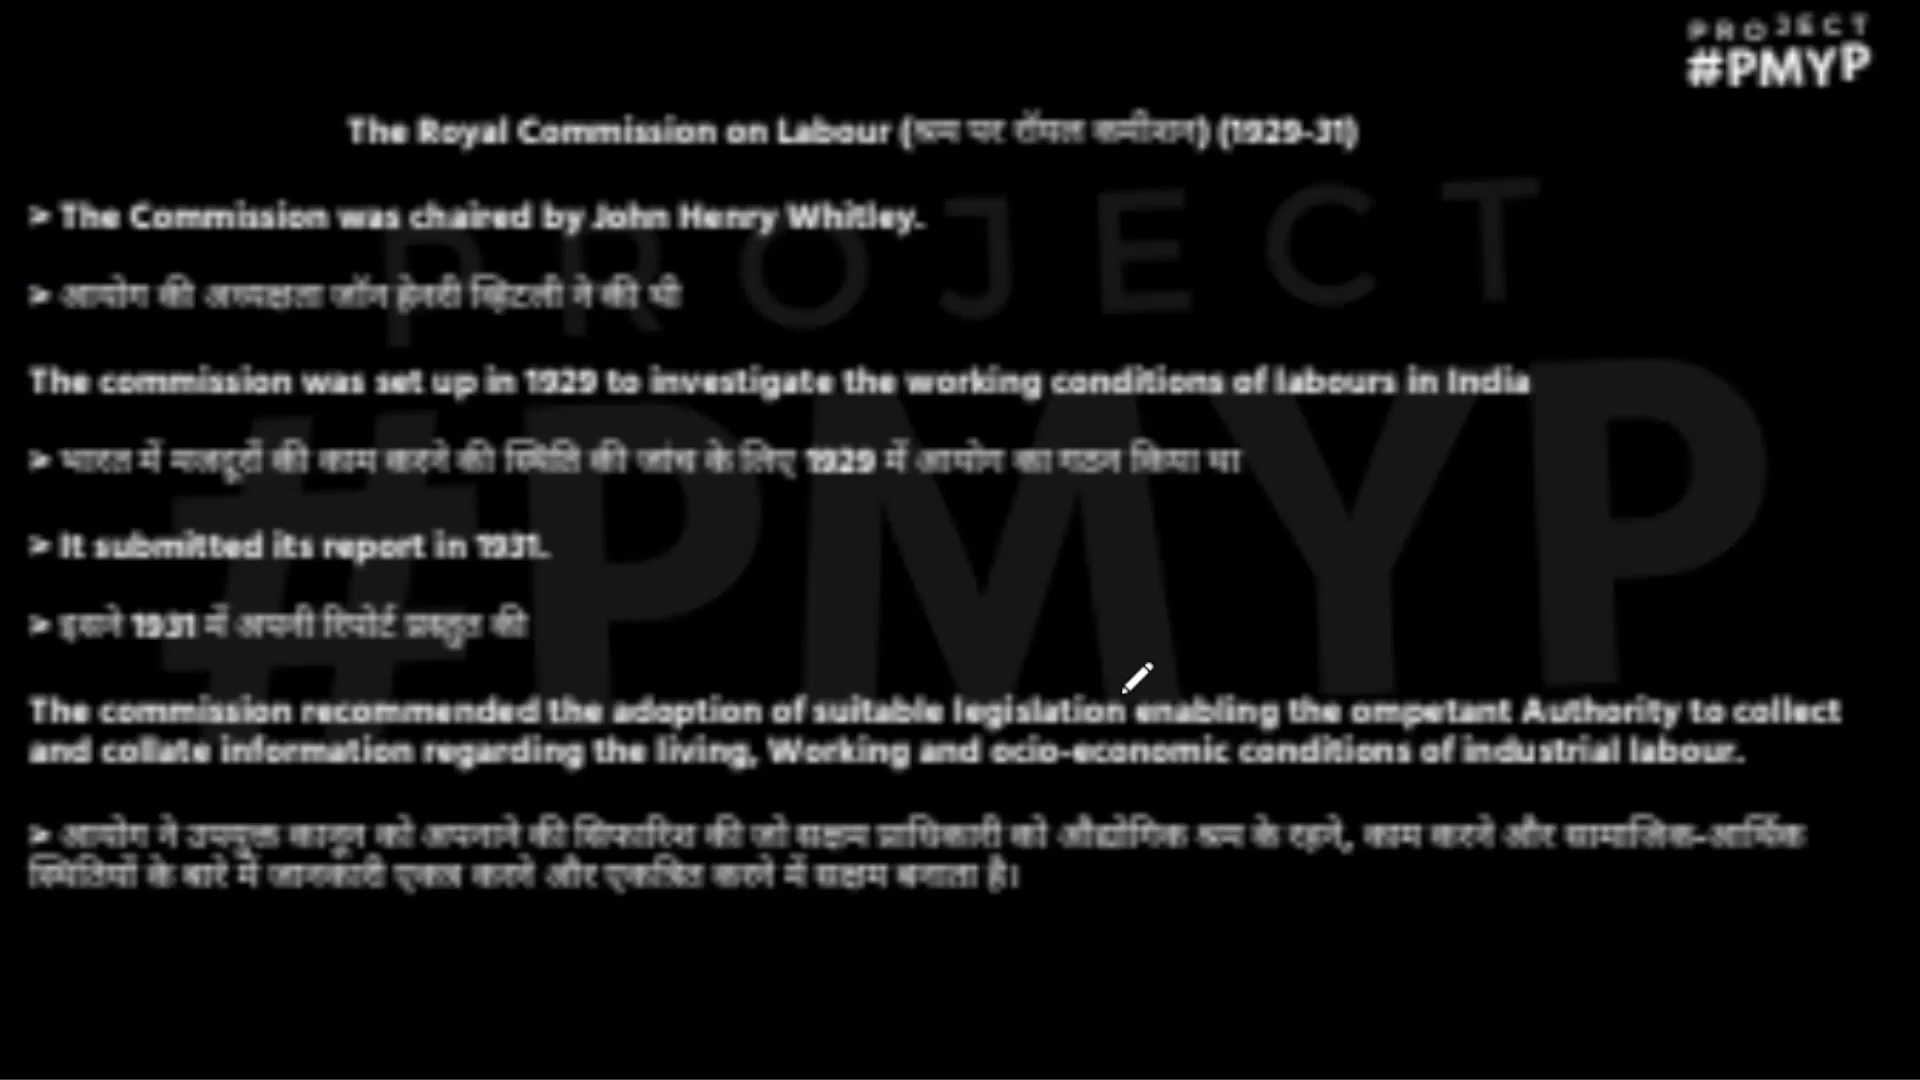 PROJECT
#PMYP
The Royal Commission on Labour (श्रम पर रॉयल कमीशन) (1929-31)
> The Commission was chaired by John Henry Whitley.
> आयोग की अध्यक्षता जॉन हेनरी व्हिटली ने की थी
The commission was set up in 1929 to investigate the working conditions of labours in India
> भारत में मजदूरों की काम करने की स्थिति की जांच के लिए 1929 में आयोग का गठन किया था
> It submitted its report in 1931.
> इसने 1931 में अपनी रिपोर्ट प्रस्तुत की
The commission recommended the adoption of suitable legislation enabling the ompetant Authority to collect
and collate information regarding the living, Working and ocio-economic conditions of industrial labour.
> आयोग ने उपयुक्त कानून को अपनाने की सिफारिश की जो सक्षम प्राधिकारी को औद्योगिक श्रम के रहने, काम करने और सामाजिक-आर्थिक
स्थितियों के बारे में जानकारी एकत्र करने और एकत्रित करने में सक्षम बनाता है।
PROJECT
#PMYP